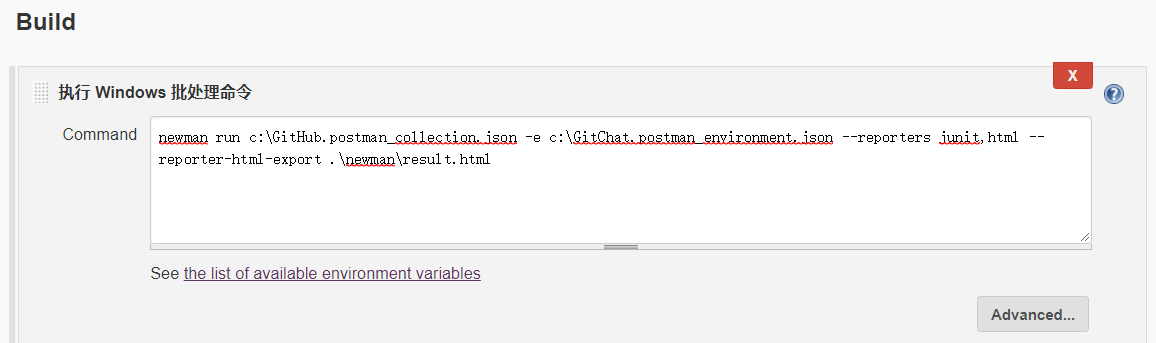 Build
X
执行 Windows 批处理命令
Command
newman run c:\GitHub.postman_collection.json -e c:\GitChat.postman_environment.json --reporters junit,html --
reporter-html-export .\newman\result.html
See the list of available environment variables
Advanced...